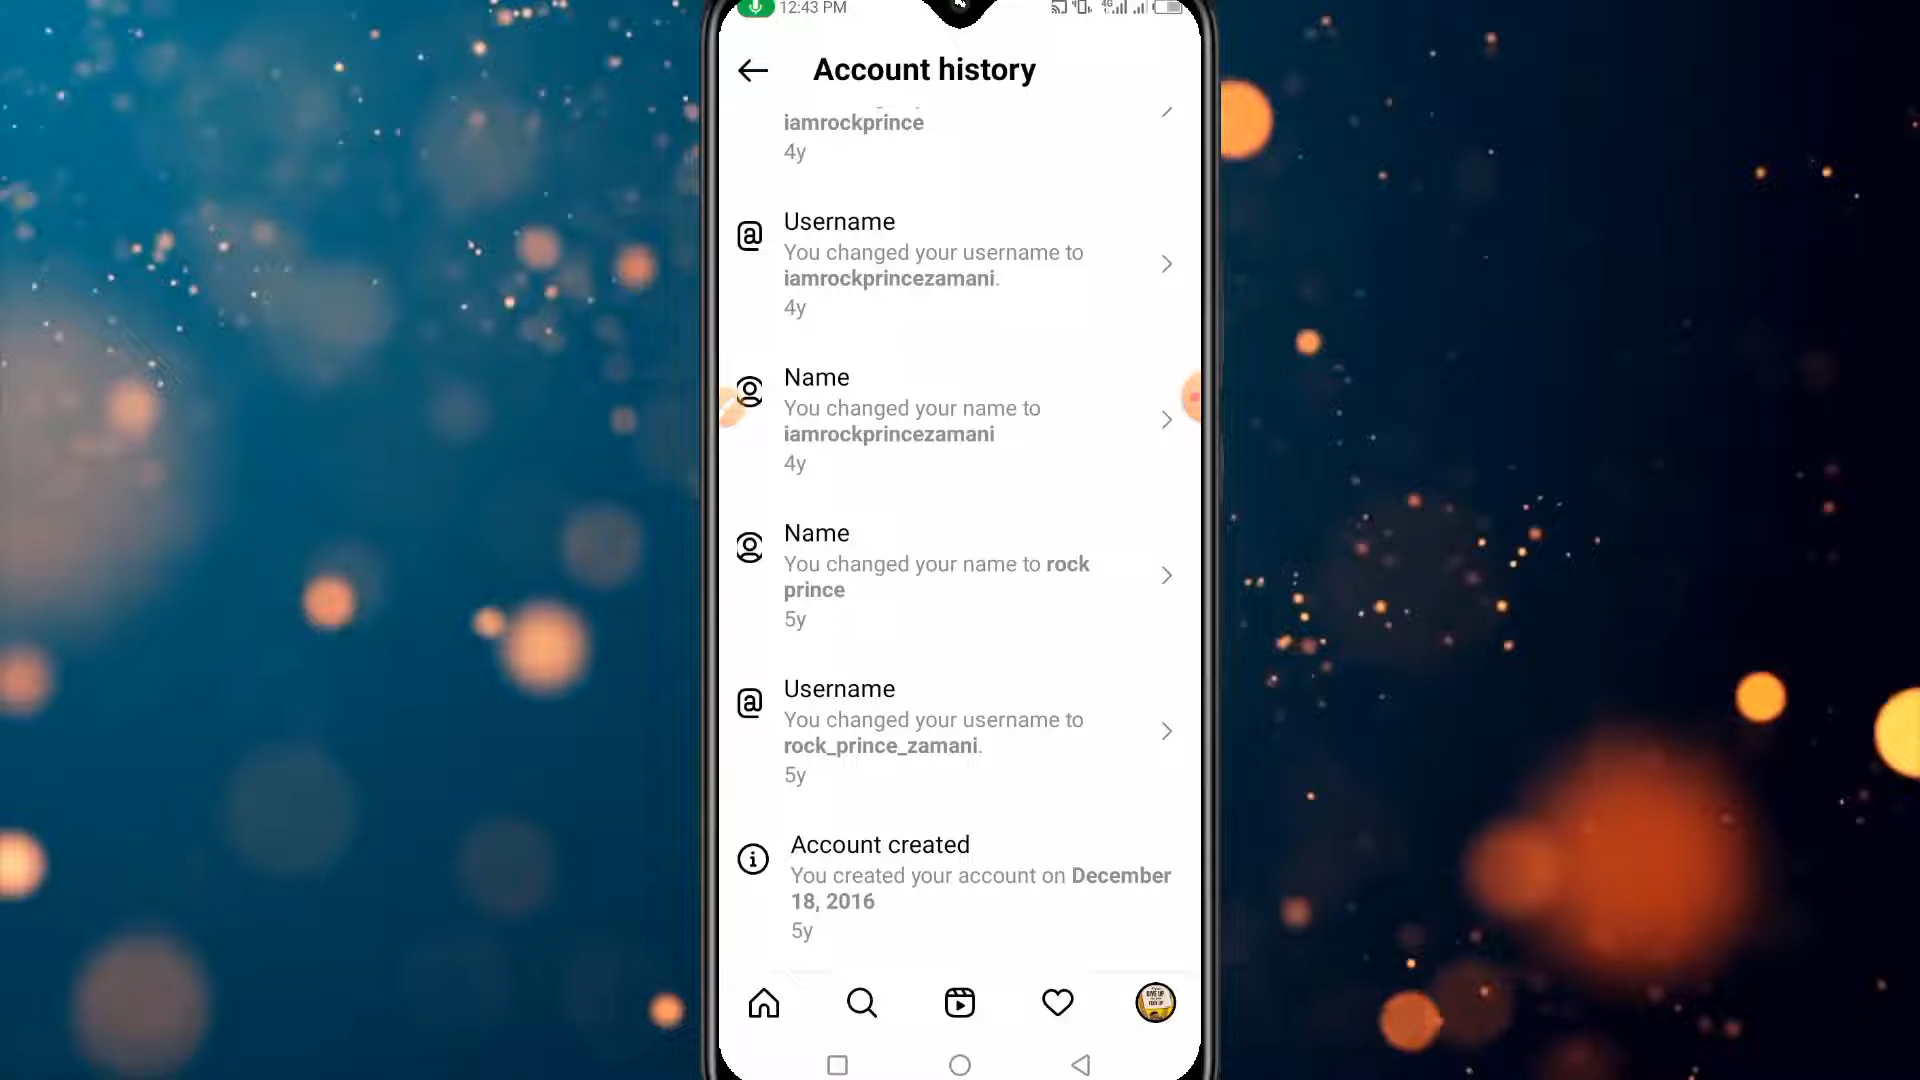 12:43 PM
4G
Account history
iamrockprince
4y
Username
You changed your username to
iamrockprincezamani.
4y
Name
You changed your name to
iamrockprincezamani
4y
Name
You changed your name to rock
prince
5y
Username
You changed your username to
rock_prince_zamani.
5y
Account created
You created your account on December
18, 2016
5y